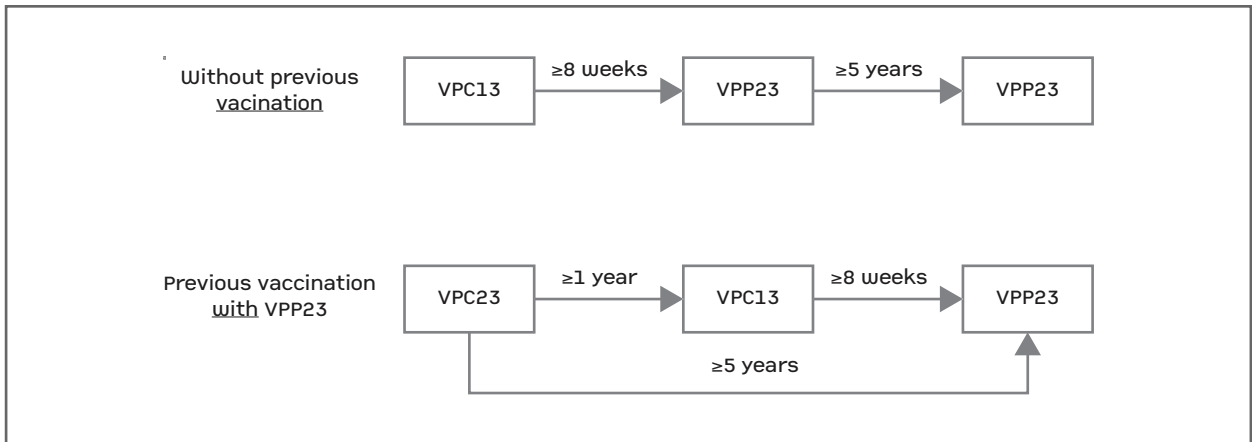 Without previous
vacination
VPC13
≥8 weeks
VPP23
≥5 years
VPP23
Previous vaccination
with VPP23
VPC23
≥1 year
VPC13
≥8 weeks
VPP23
≥5 years